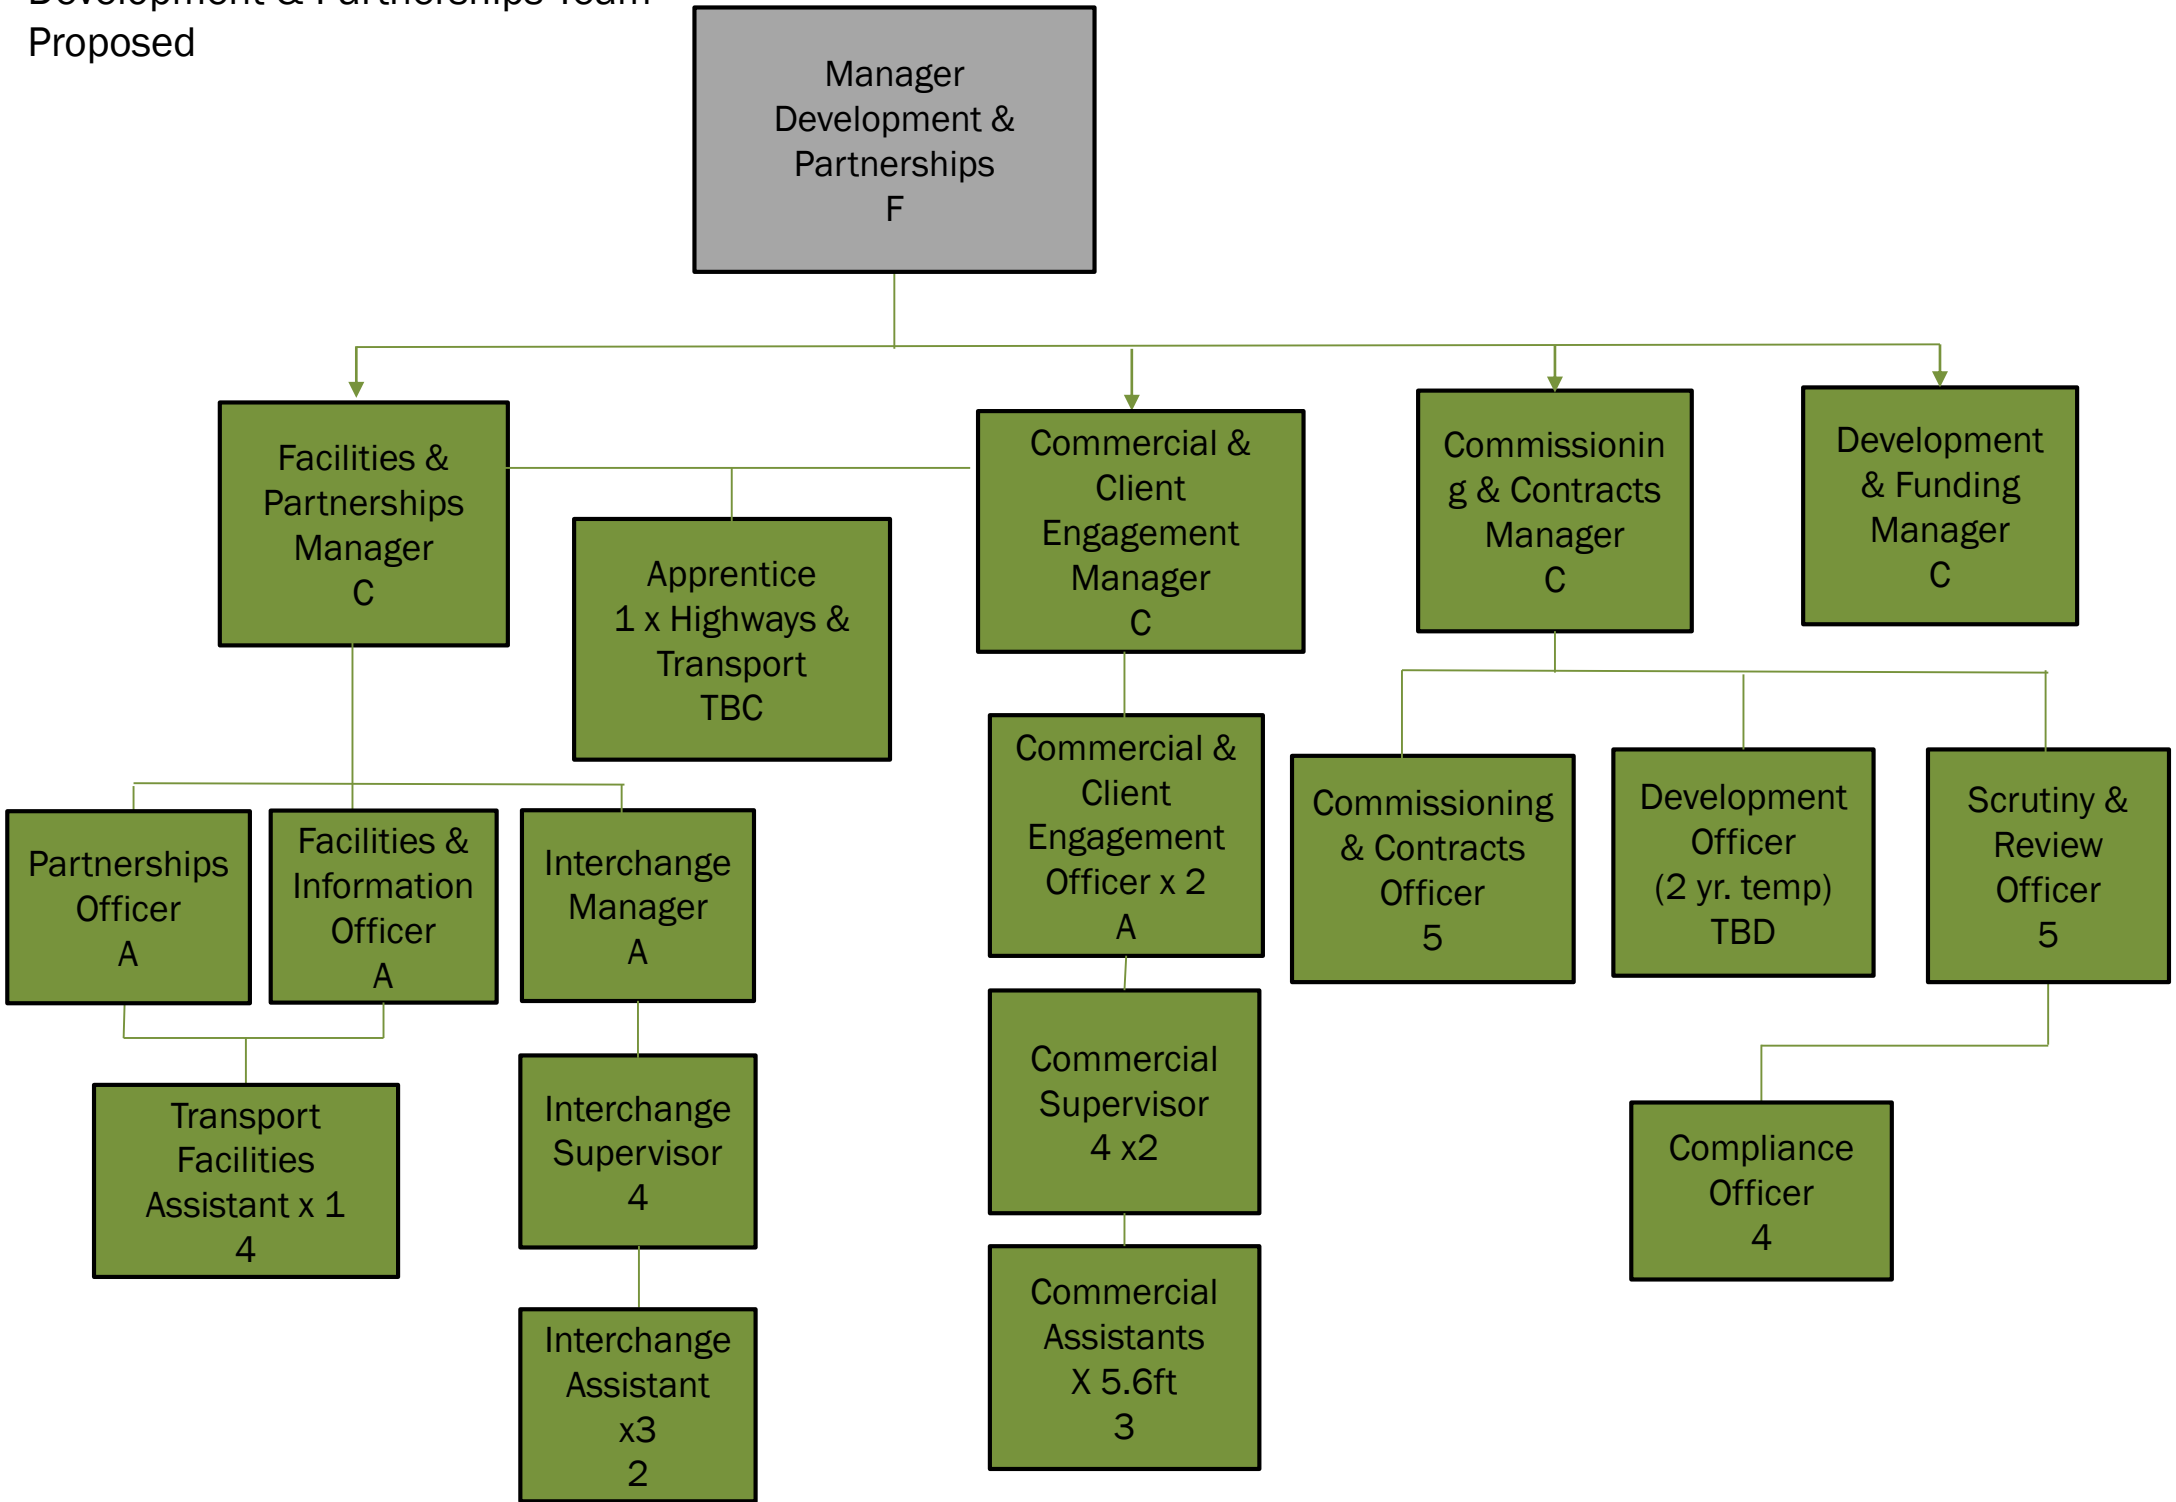 Development & Partnerships Team
Proposed
Manager
Development &
Partnerships
F
Facilities &
Partnerships
Manager
C
Apprentice
1 x Highways &
Transport
TBC
Commercial &
Client
Engagement
Manager
C
Commissionin
g & Contracts
Manager
C
Development
& Funding
Manager
C
Partnerships
Officer
A
Facilities &
Information
Officer
A
Interchange
Manager
A
Commercial &
Client
Engagement
Officer x 2
A
Commissioning
& Contracts
Officer
5
Development
Officer
(2 yr. temp)
TBD
Scrutiny &
Review
Officer
5
Transport
Facilities
Assistant x 1
4
Interchange
Supervisor
4
Commercial
Supervisor
4 x2
Compliance
Officer
4
Interchange
Assistant
x3
2
Commercial
Assistants
X 5.6ft
3